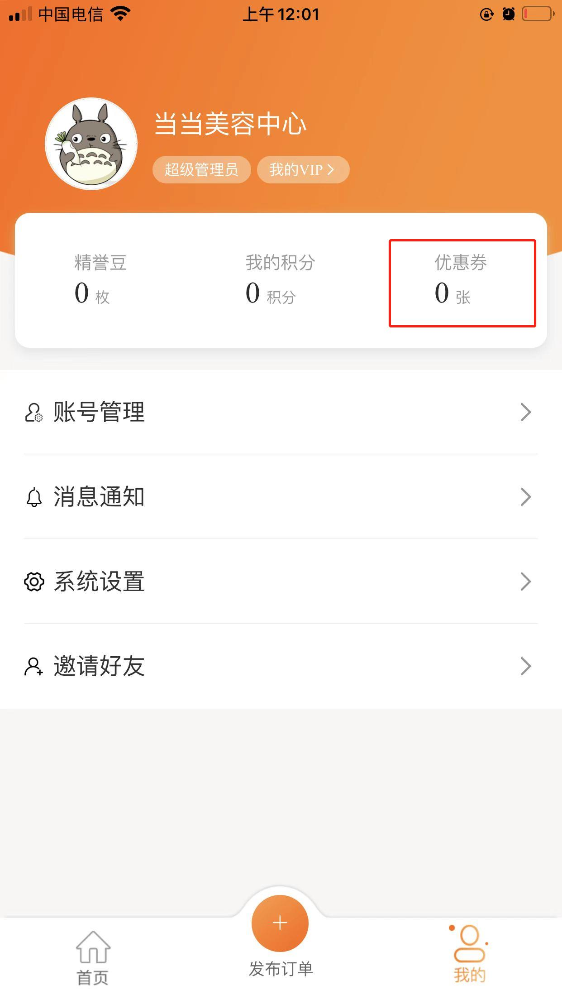 中国电信
上午12:01
当当美容中心
超级管理员
我的VIP
精誉豆
我的积分
优惠券
0 枚
0 积分
0 张
账号管理
消息通知
系统设置
邀请好友
首页
发布订单
我的